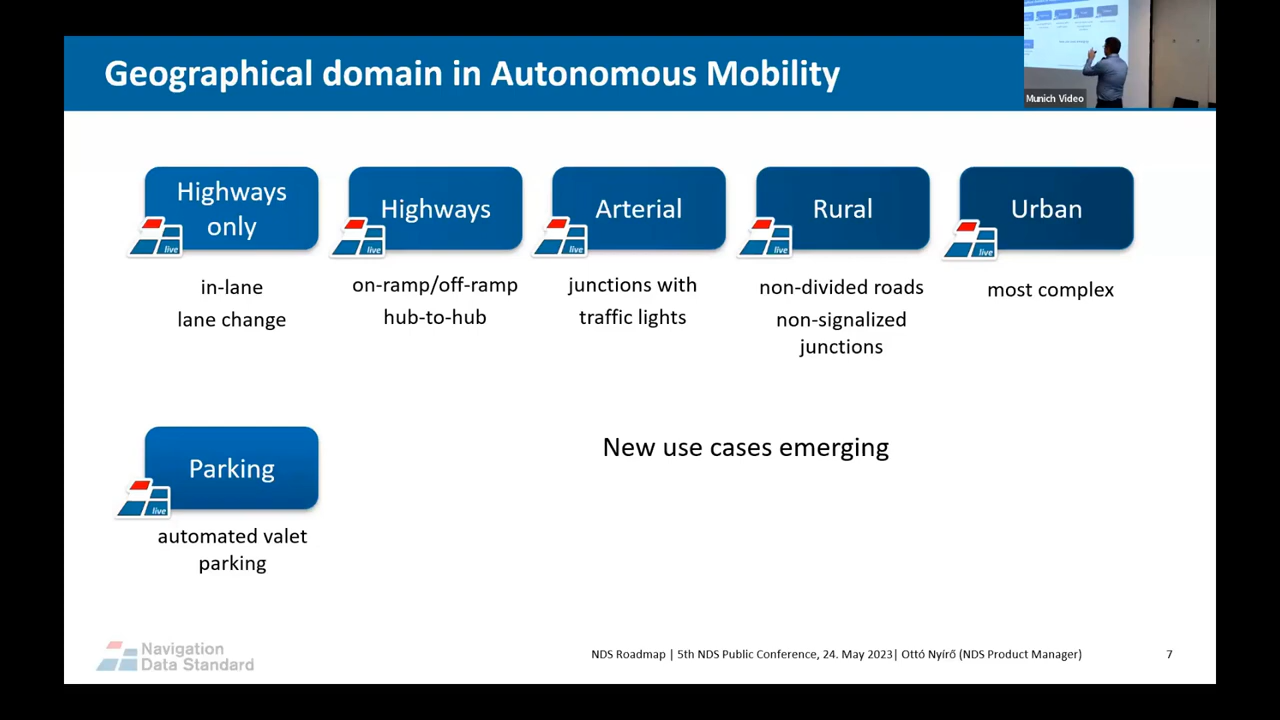 Geographical domain in Autonomous Mobility
Munich Video
Highways
only
Highways
Arterial
Rural
Urban
live
live
live
live
live
in-lane
lane change
on-ramp/off-ramp
hub-to-hub
junctions with
traffic lights
non-divided roads
non-signalized
junctions
most complex
Parking
live
automated valet
parking
New use cases emerging
Navigation
Data Standard
NDS Roadmap | 5th NDS Public Conference, 24. May 2023| Ottó Nyírő (NDS Product Manager)
7